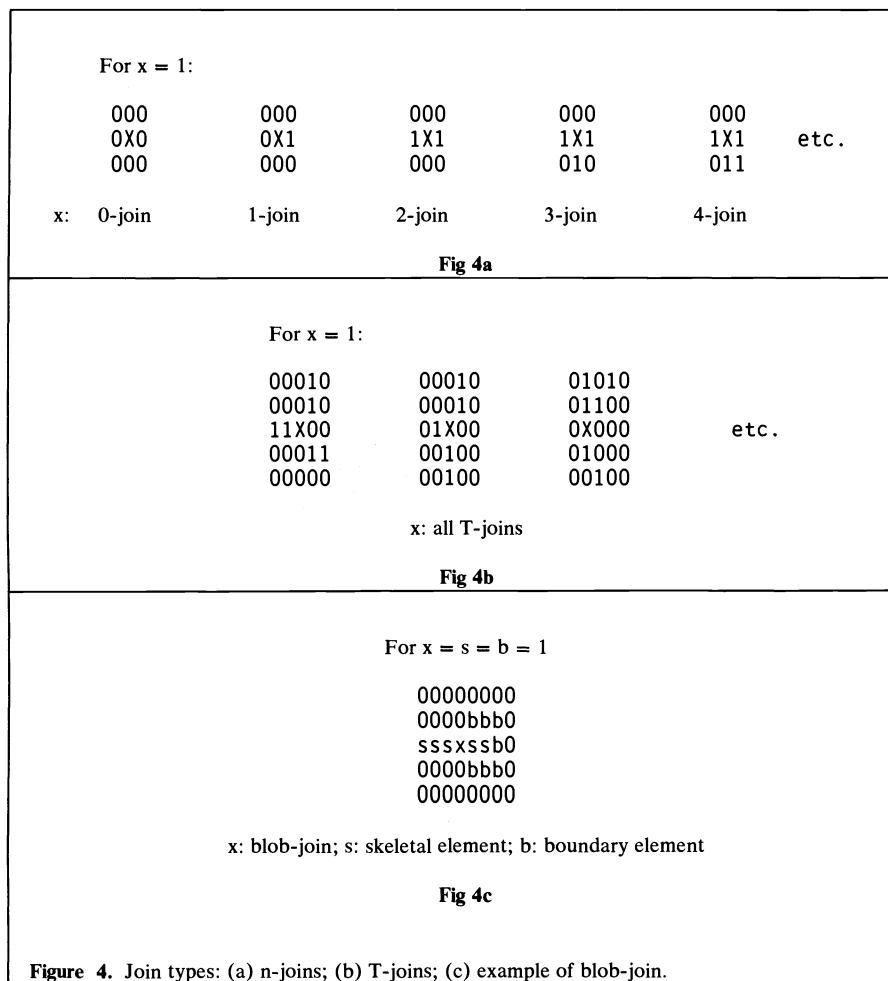 For x = 1:
000 000 000 000 000
0X0 0X1 1X1 1X1 1X1 etc.
000 000 000 010 011
x: 0-join 1-join 2-join 3-join 4-join
Fig 4a
For x = 1:
00010 00010 01010
00010 00010 01100
11X00 01X00 0X000 etc.
00011 00100 01000
00000 00100 00100
x: all T-joins
Fig 4b
For x = s = b = 1
00000000
0000bbb0
sssxssb0
0000bbb0
00000000
x: blob-join; s: skeletal element; b: boundary element
Fig 4c
Figure 4. Join types: (a) n-joins; (b) T-joins; (c) example of blob-join.